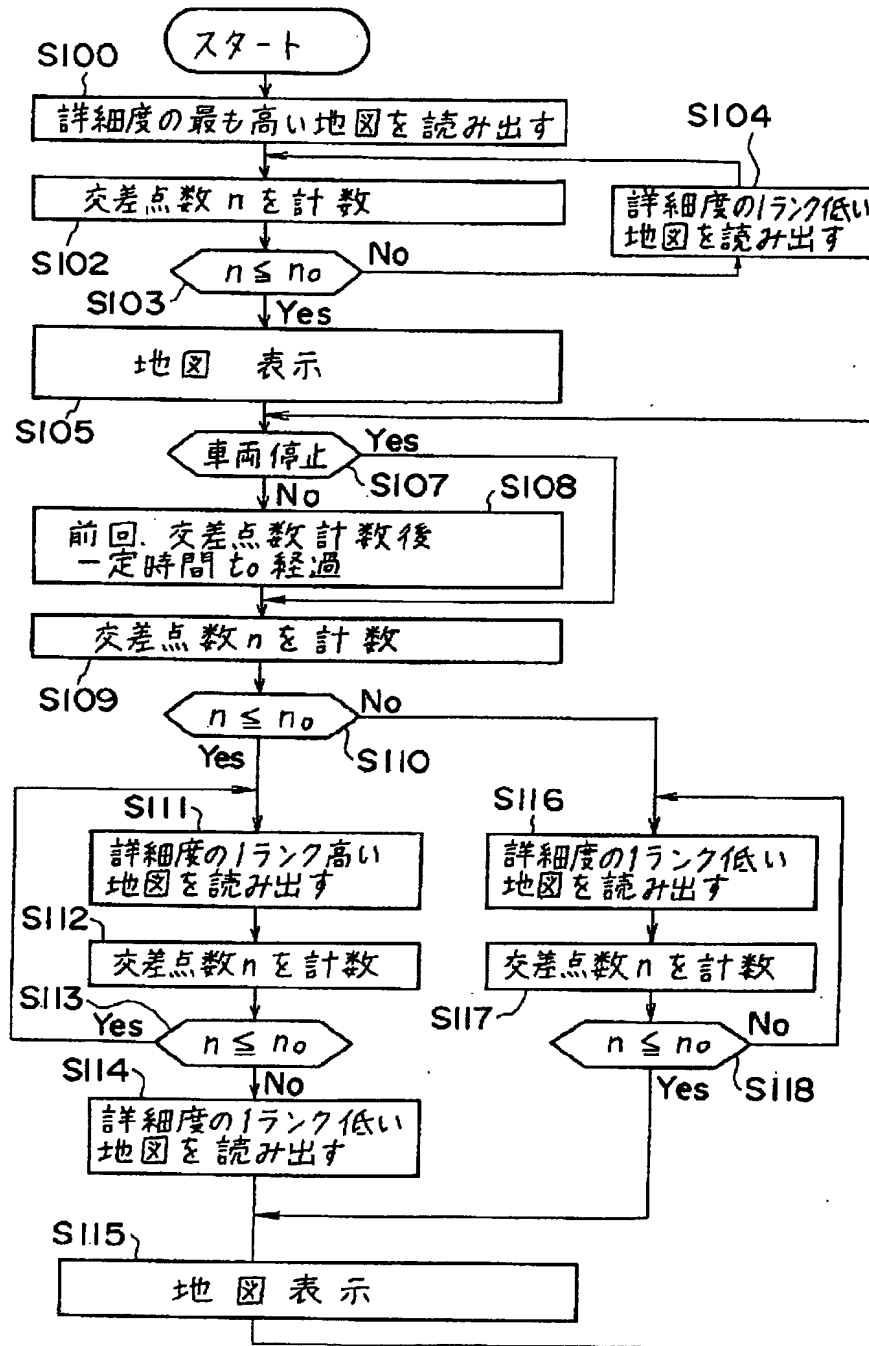 スタート
S100
詳細度の最も高い地図を読み出す
S104
詳細度の1ランク低い
地図を読み出す
交差点数 n を計数
S102
n ≦ n₀
No
S103
Yes
地図 表示
S105
車両停止
Yes
S107
No
S108
前回.交差点数計数後
一定時間 t₀ 経過
交差点数 n を計数
S109
n ≦ n₀
No
S110
Yes
S111
詳細度の1ランク高い
地図を読み出す
S116
詳細度の1ランク低い
地図を読み出す
S112
交差点数 n を計数
交差点数 n を計数
S117
S113
Yes
n ≦ n₀
No
n ≦ n₀
No
S118
Yes
S114
詳細度の1ランク低い
地図を読み出す
S115
地図表示